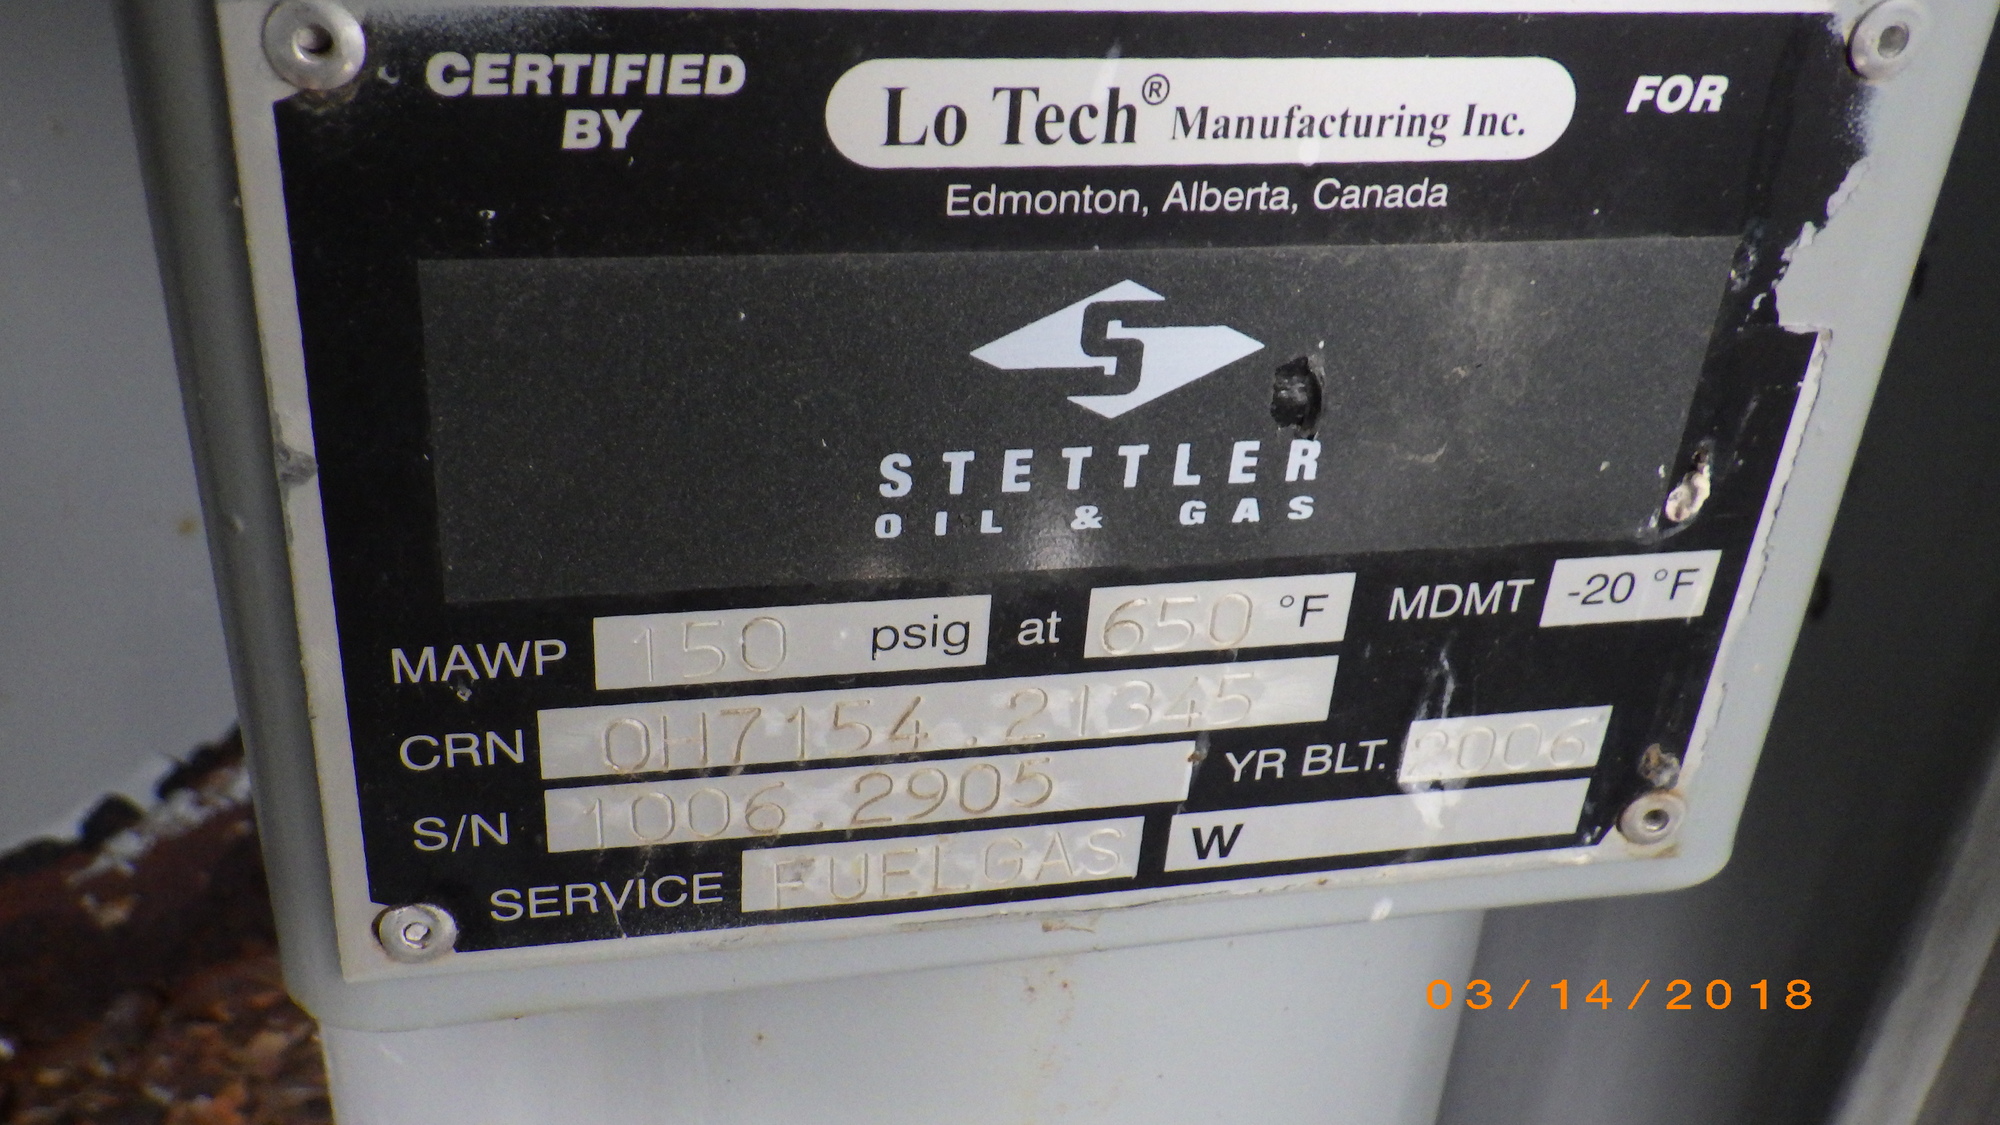 CERTIFIED BY
Lo Tech® Manufacturing Inc.
FOR
Edmonton, Alberta, Canada
S
STETTLER
OIL & GAS
MAWP 150 psig at 650 °F MDMT -20 °F
CRN 0H7154.21345
YR BLT. 2006
S/N 1006.2905
W
SERVICE FUELGAS
03/14/2018